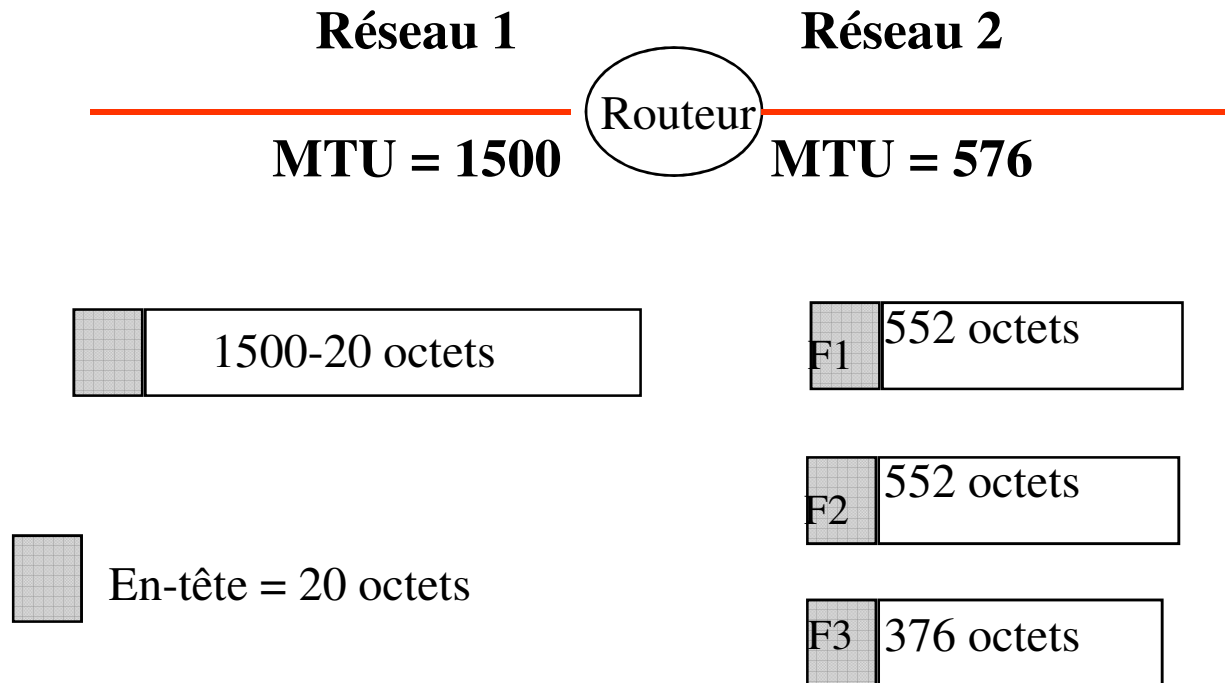 Réseau 1
Réseau 2
Routeur
MTU = 1500
MTU = 576
1500-20 octets
F1
552 octets
F2
552 octets
En-tête = 20 octets
F3
376 octets